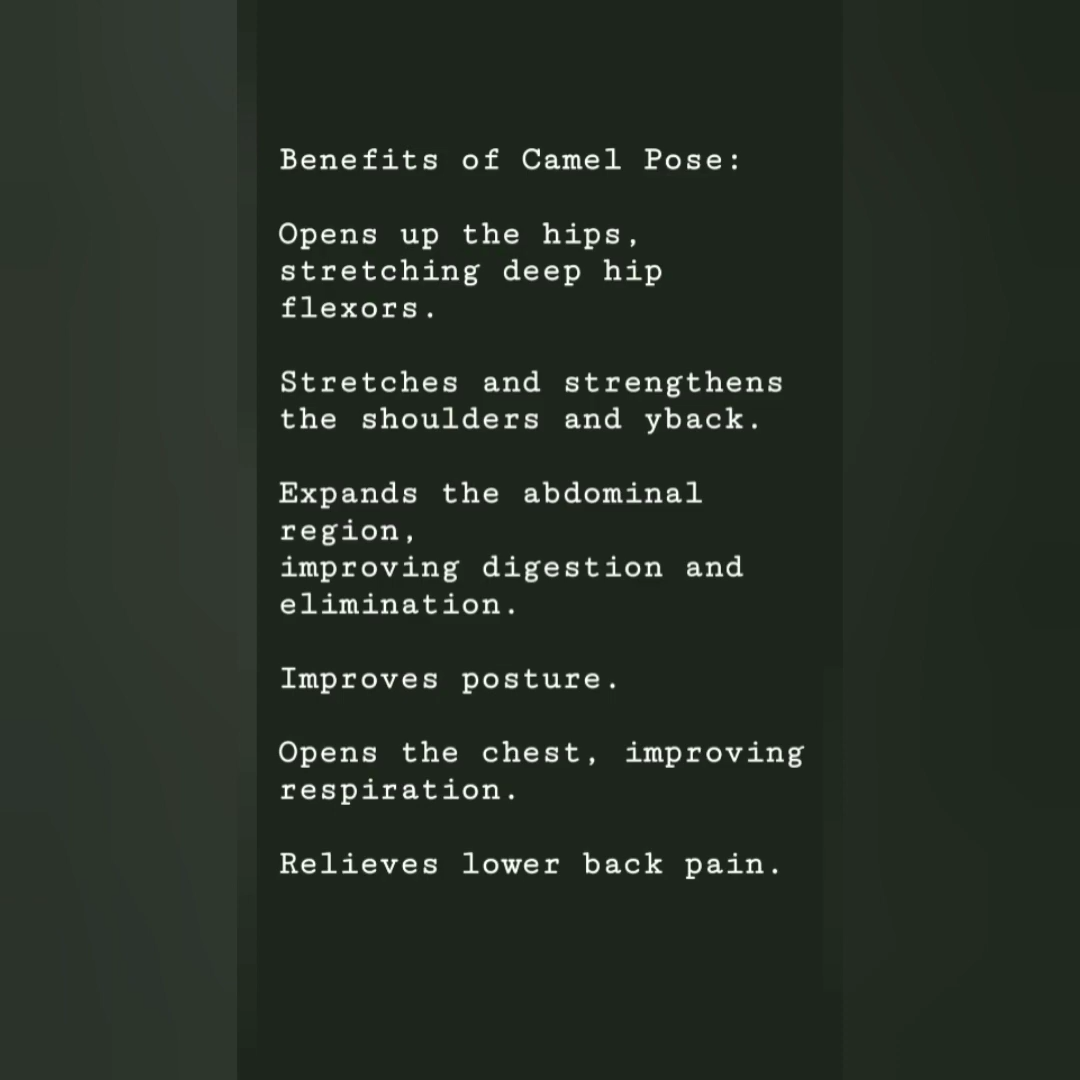 Benefits of Camel Pose:
Opens up the hips,
stretching deep hip
flexors.
Stretches and strengthens
the shoulders and yback.
Expands the abdominal
region,
improving digestion and
elimination.
Improves posture.
Opens the chest, improving
respiration.
Relieves lower back pain.